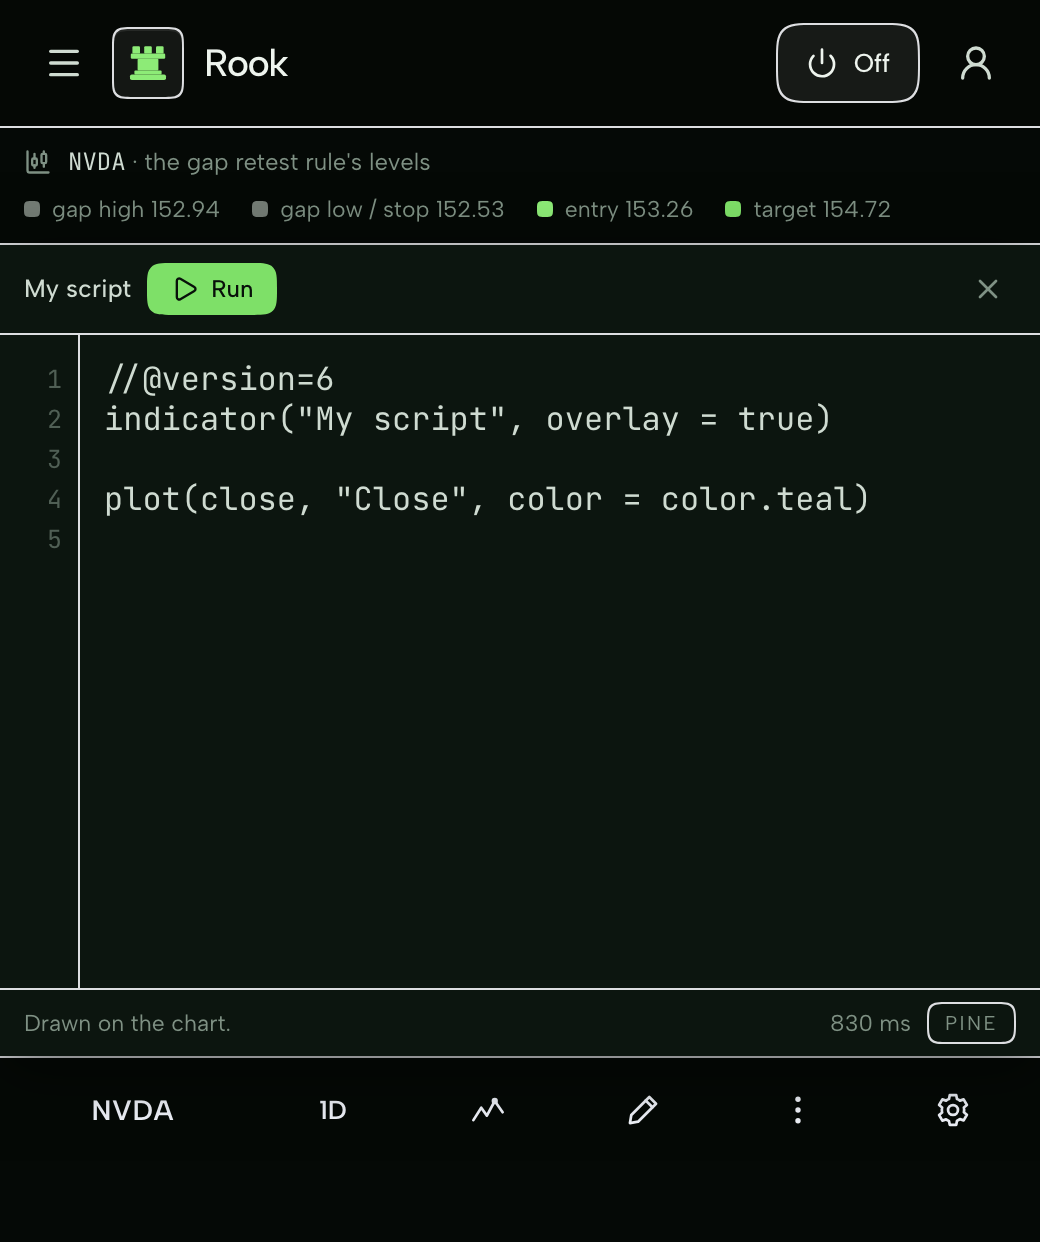 Rook
Off
NVDA · the gap retest rule's levels
gap high 152.94 gap low / stop 152.53 entry 153.26 target 154.72
My script Run
1 //@version=6
2 indicator("My script", overlay = true)
3
4 plot(close, "Close", color = color.teal)
5
Drawn on the chart. 830 ms PINE
NVDA 1D